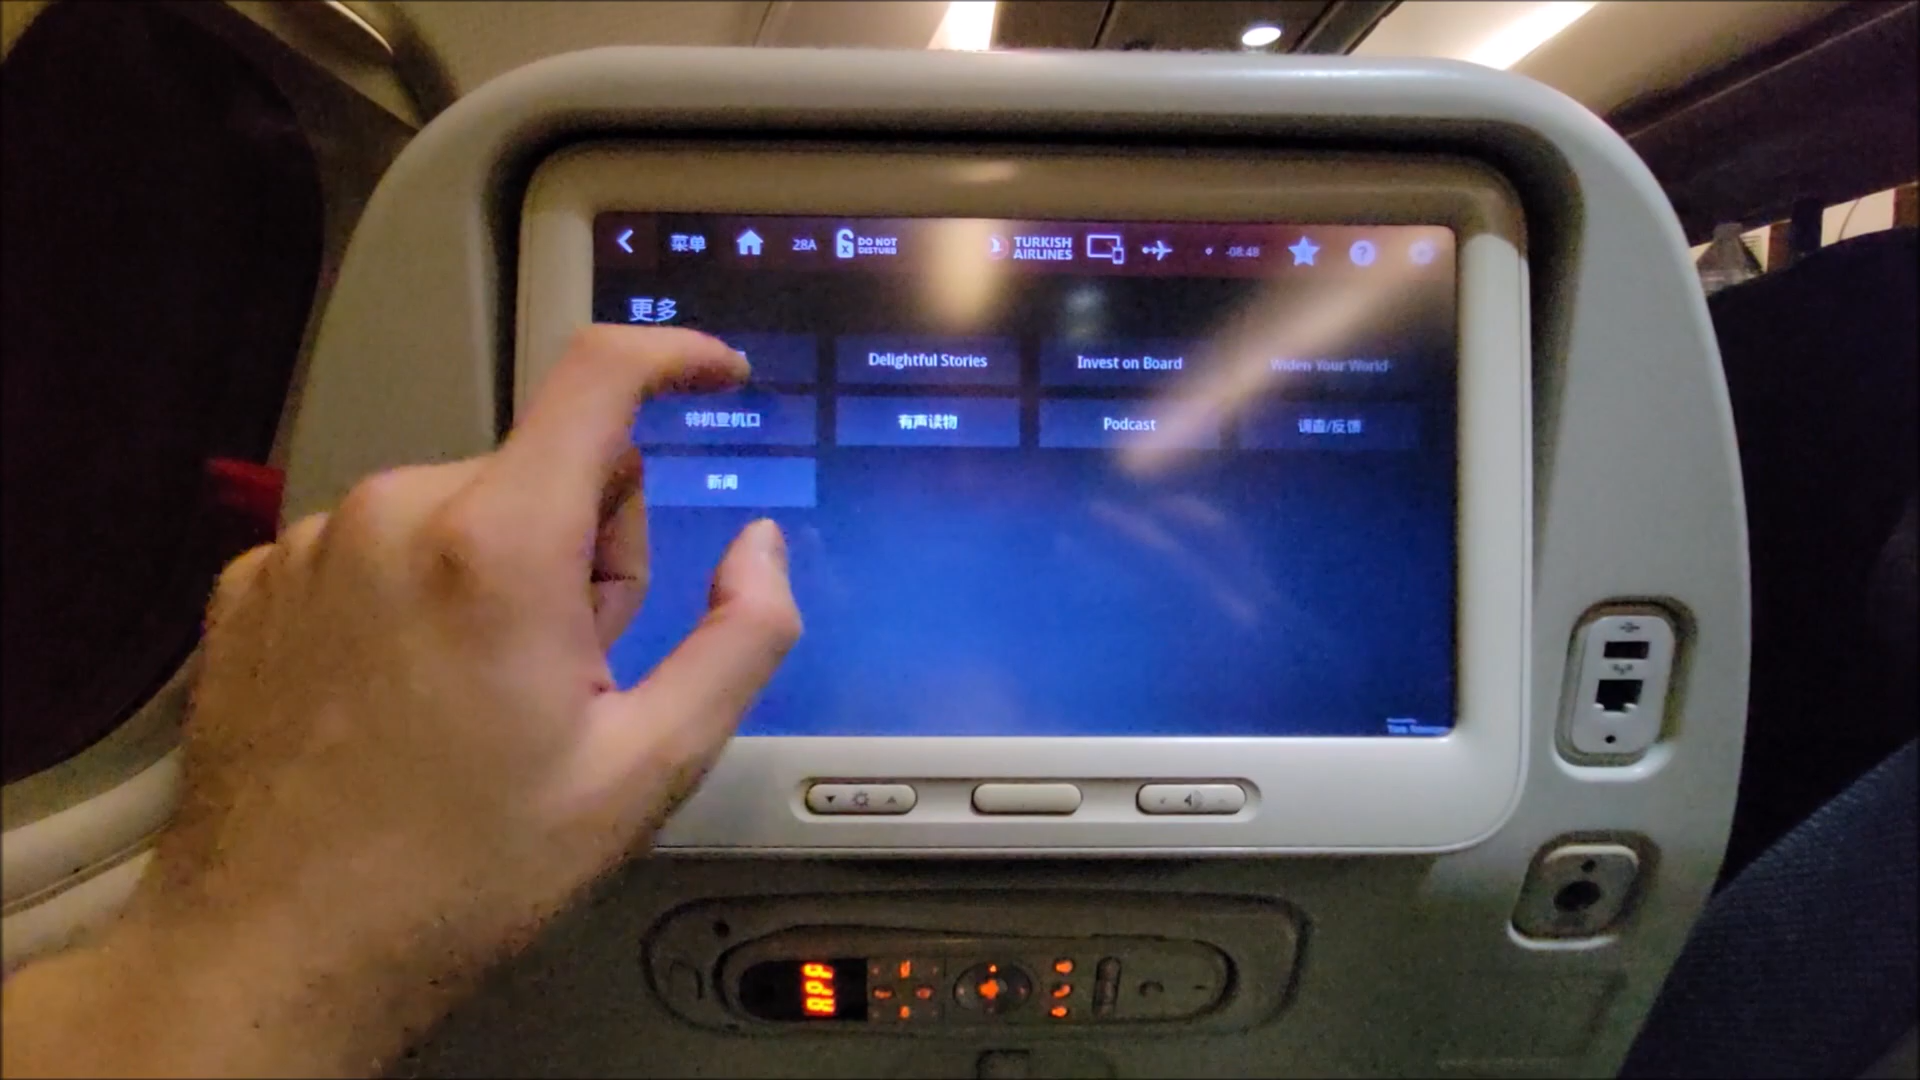 菜单
28A
DO NOT
DISTURB
TURKISH
AIRLINES
-08:48
?
更多
Delightful Stories
Invest on Board
Widen Your World
转机登机口
有声读物
Podcast
调查/反馈
新闻
APP